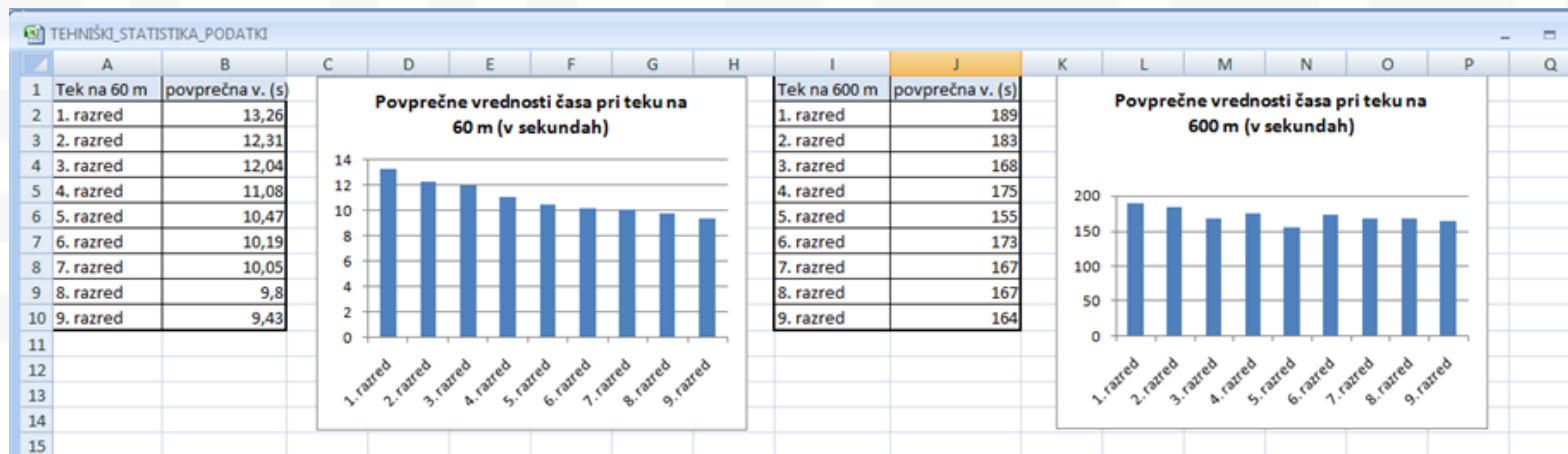 TEHNIŠKI_STATISTIKA_PODATKI
A B C D E F G H I J K L M N O P Q
1 Tek na 60 m povprečna v. (s) Tek na 600 m povprečna v. (s)
2 1. razred 13,26 1. razred 189
3 2. razred 12,31 2. razred 183
4 3. razred 12,04 3. razred 168
5 4. razred 11,08 4. razred 175
6 5. razred 10,47 5. razred 155
7 6. razred 10,19 6. razred 173
8 7. razred 10,05 7. razred 167
9 8. razred 9,8 8. razred 167
10 9. razred 9,43 9. razred 164
11
12
13
14
15
Povprečne vrednosti časa pri teku na
60 m (v sekundah)
14
12
10
8
6
4
2
0
1. razred 2. razred 3. razred 4. razred 5. razred 6. razred 7. razred 8. razred 9. razred
Povprečne vrednosti časa pri teku na
600 m (v sekundah)
200
150
100
50
0
1. razred 2. razred 3. razred 4. razred 5. razred 6. razred 7. razred 8. razred 9. razred